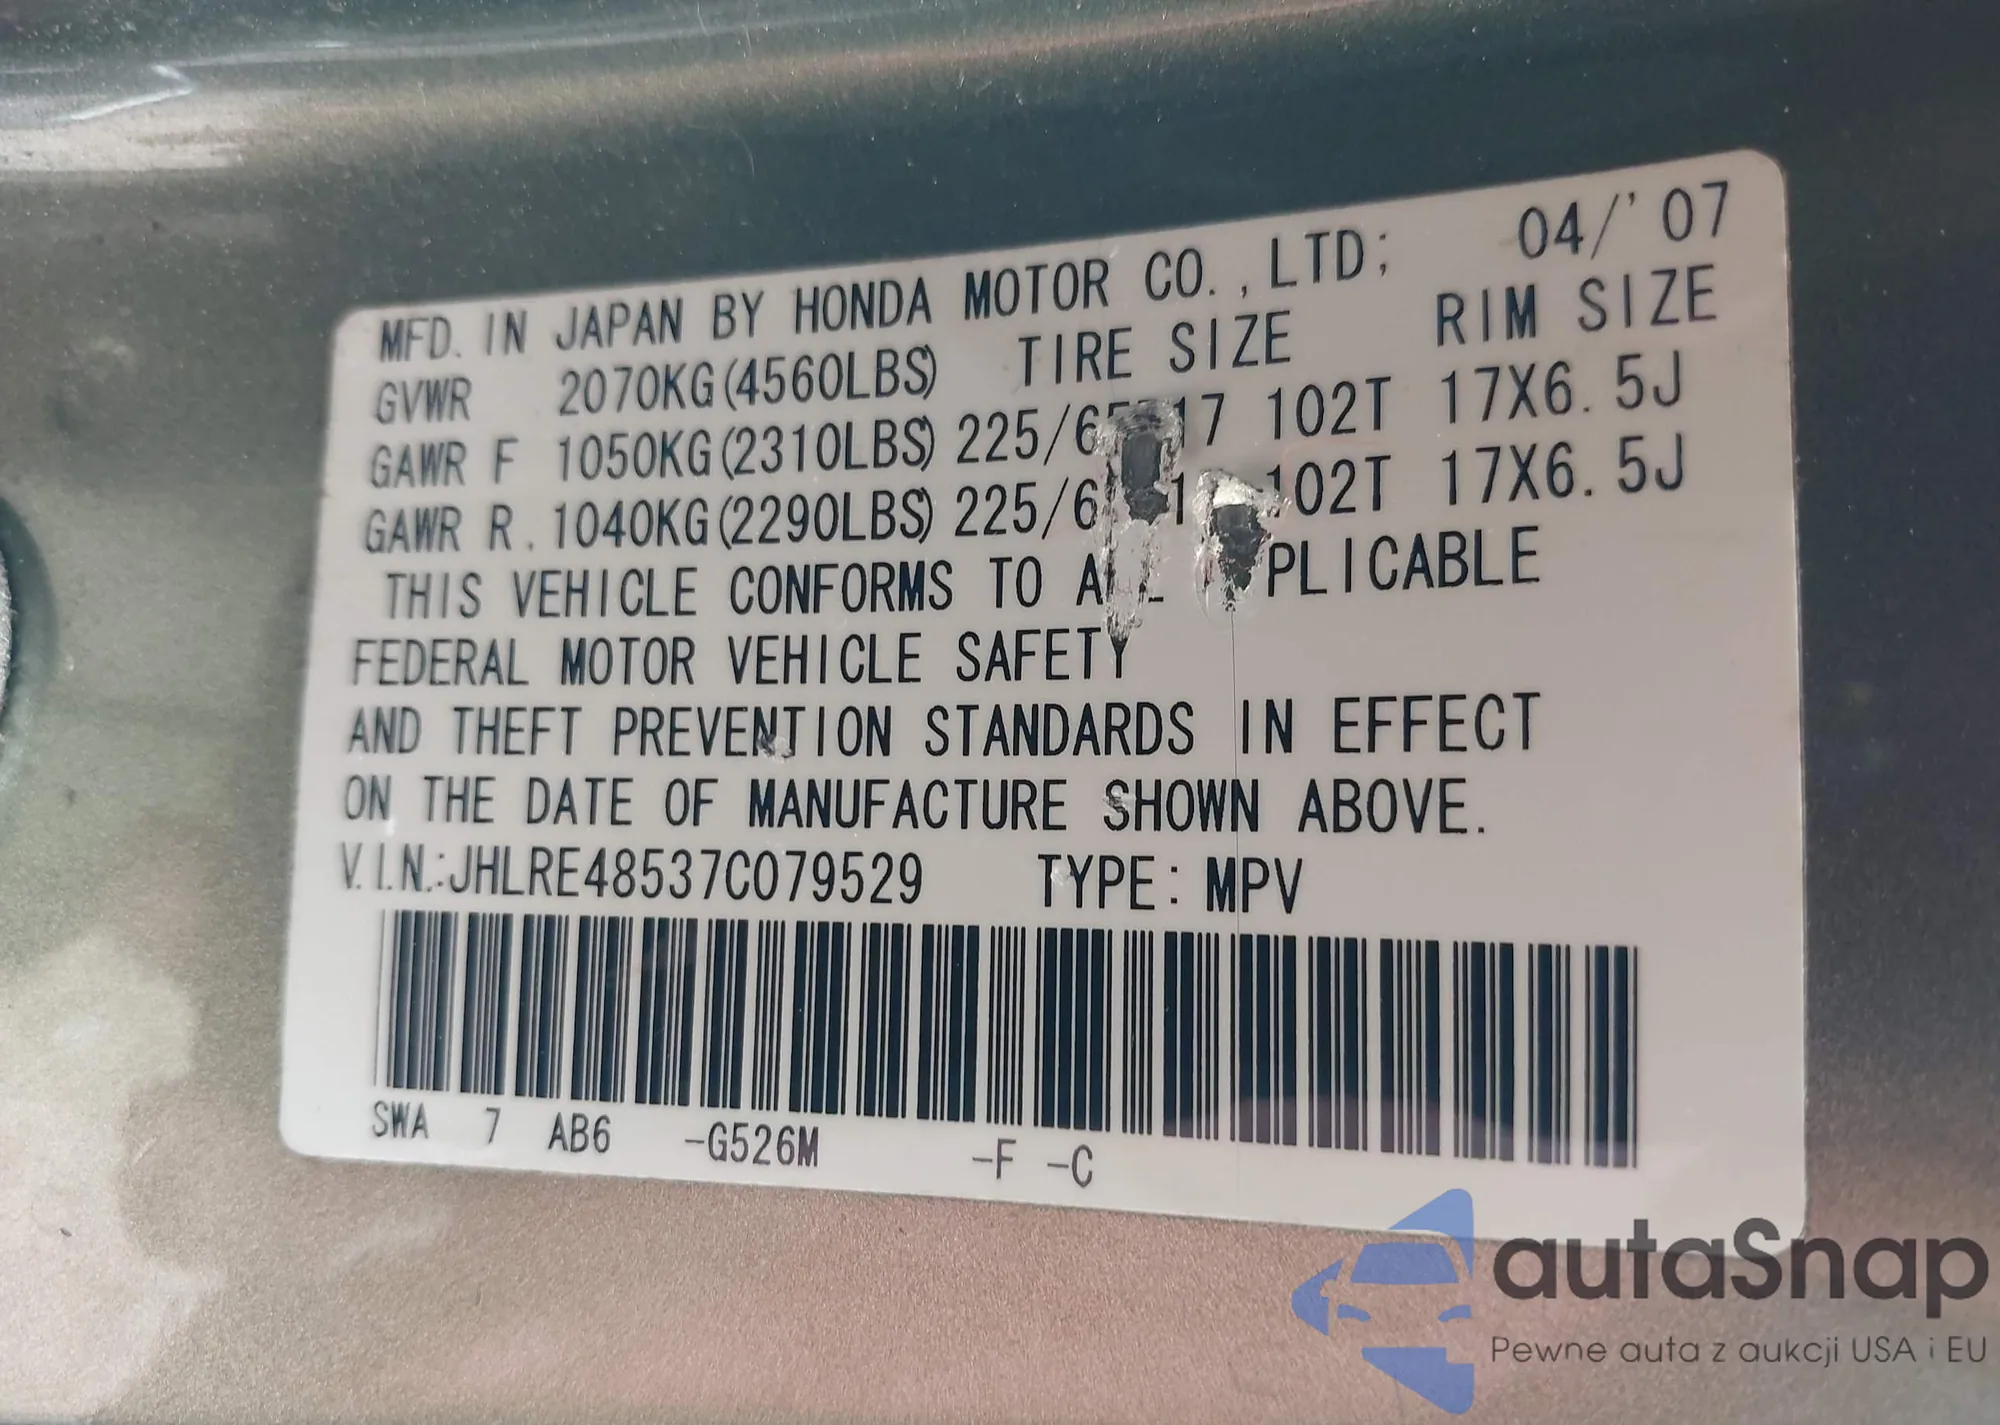 MFD. IN JAPAN BY HONDA MOTOR CO.,LTD; 04/'07
GVWR 2070KG(4560LBS) TIRE SIZE RIM SIZE
GAWR F 1050KG(2310LBS) 102T 17X6.5J
GAWR R. 1040KG(2290LBS) 102T 17X6.5J
THIS VEHICLE CONFORMS TO
FEDERAL MOTOR VEHICLE SAFETY
AND THEFT PREVENTION STANDARDS IN EFFECT
ON THE DATE OF MANUFACTURE SHOWN ABOVE.
V.I.N.:JHLRE48537C079529 TYPE: MPV
SWA 7 AB6 -G526M -F -C
autaSnap
Pewne auta z aukcji USA i EU